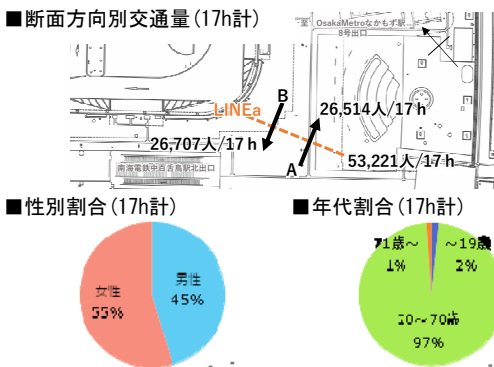 ■断面方向別交通量(17h計)
至 OsakaMetroなかもず駅
8号出口
B
LINEa
26,514人/17h
26,707人/17h
A
53,221人/17h
南海電鉄中百舌鳥駅北出口
■性別割合(17h計)
■年代割合(17h計)
女性
55%
男性
45%
71歳~
1%
~19歳
2%
20~70歳
97%